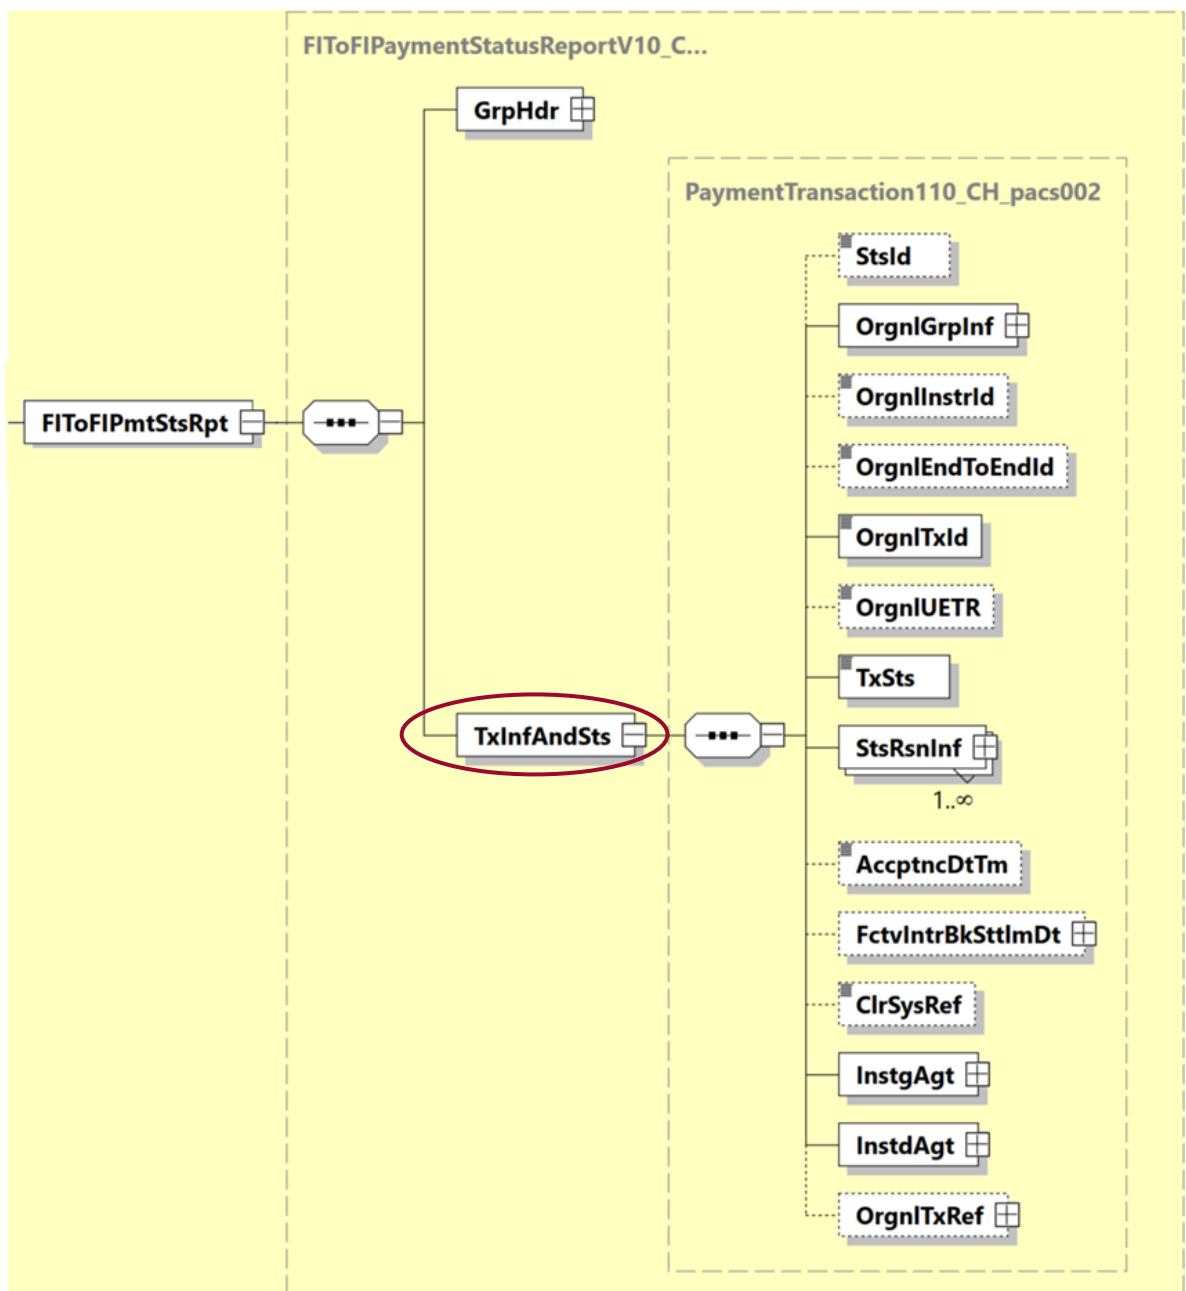 FIToFIPaymentStatusReportV10_C...
GrpHdr
PaymentTransaction110_CH_pacs002
StsId
OrgnlGrpInf
OrgnlInstrId
FIToFIPmtStsRpt
OrgnlEndToEndId
OrgnlTxId
OrgnlUETR
TxSts
TxInfAndSts
StsRsnInf
1..∞
AccptncDtTm
FctvIntrBkSttlmDt
ClrSysRef
InstgAgt
InstdAgt
OrgnlTxRef